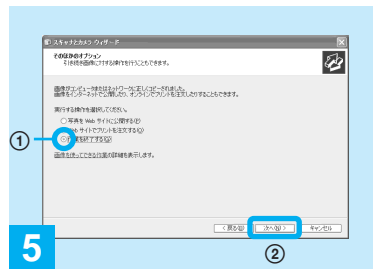 スキャナとカメラ ウィザード
そのほかのオプション
引き続き画像に対する操作を行うこともできます。
画像がコンピュータまたはネットワークに正しくコピーされました。
画像をインターネットで公開したり、オンラインでプリントを注文したりすることもできます。
実行する操作を選択してください。
写真を Web サイトに公開する(P)
①
Web サイトでプリントを注文する(O)
作業を終了する(G)
画像を使ってできる作業の詳細を表示します。
< 戻る(B) 次へ(N) > キャンセル
5
②